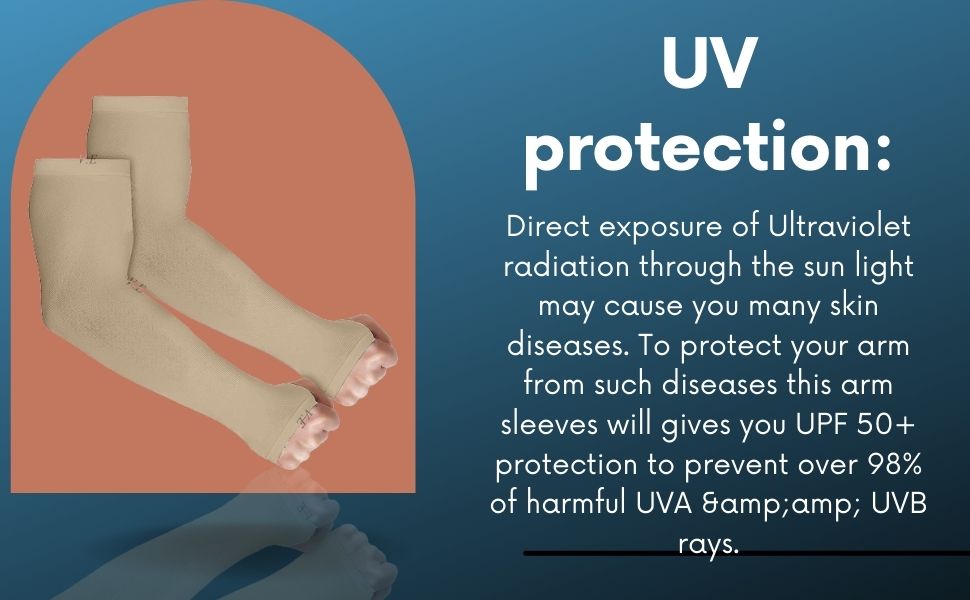 UV
protection:
Direct exposure of Ultraviolet
radiation through the sun light
may cause you many skin
diseases. To protect your arm
from such diseases this arm
sleeves will gives you UPF 50+
protection to prevent over 98%
of harmful UVA &amp;amp; UVB
rays.